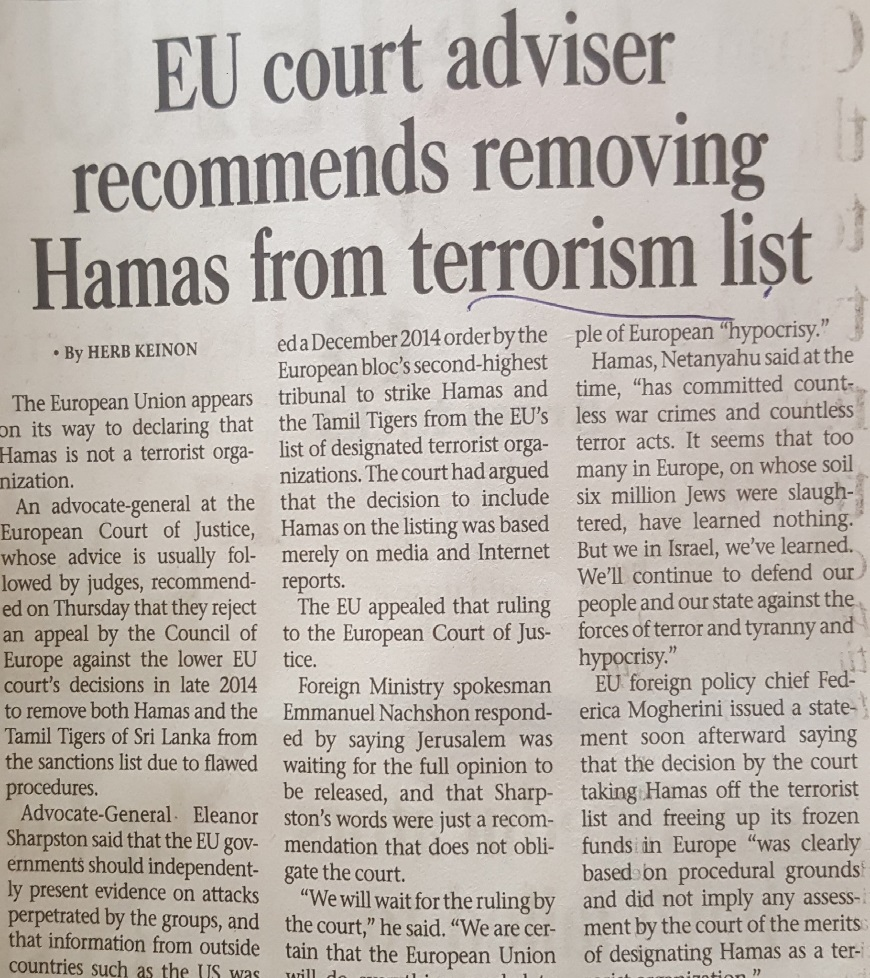 EU court adviser
recommends removing
Hamas from terrorism list
• By HERB KEINON
The European Union appears
on its way to declaring that
Hamas is not a terrorist orga-
nization.
An advocate-general at the
European Court of Justice,
whose advice is usually fol-
lowed by judges, recommend-
ed on Thursday that they reject
an appeal by the Council of
Europe against the lower EU
court's decisions in late 2014
to remove both Hamas and the
Tamil Tigers of Sri Lanka from
the sanctions list due to flawed
procedures.
Advocate-General Eleanor
Sharpston said that the EU gov-
ernments should independent-
ly present evidence on attacks
perpetrated by the groups, and
that information from outside
countries such as the US was
ed a December 2014 order by the
European bloc's second-highest
tribunal to strike Hamas and
the Tamil Tigers from the EU's
list of designated terrorist orga-
nizations. The court had argued
that the decision to include
Hamas on the listing was based
merely on media and Internet
reports.
The EU appealed that ruling
to the European Court of Jus-
tice.
Foreign Ministry spokesman
Emmanuel Nachshon respond-
ed by saying Jerusalem was
waiting for the full opinion to
be released, and that Sharp-
ston's words were just a recom-
mendation that does not obli-
gate the court.
"We will wait for the ruling by
the court," he said. "We are cer-
tain that the European Union
ple of European "hypocrisy."
Hamas, Netanyahu said at the
time, "has committed count-
less war crimes and countless
terror acts. It seems that too
many in Europe, on whose soil
six million Jews were slaugh-
tered, have learned nothing.
But we in Israel, we've learned.
We'll continue to defend our
people and our state against the
forces of terror and tyranny and
hypocrisy."
EU foreign policy chief Fed-
erica Mogherini issued a state-
ment soon afterward saying
that the decision by the court
taking Hamas off the terrorist
list and freeing up its frozen
funds in Europe "was clearly
based on procedural grounds
and did not imply any assess-
ment by the court of the merits
of designating Hamas as a ter-